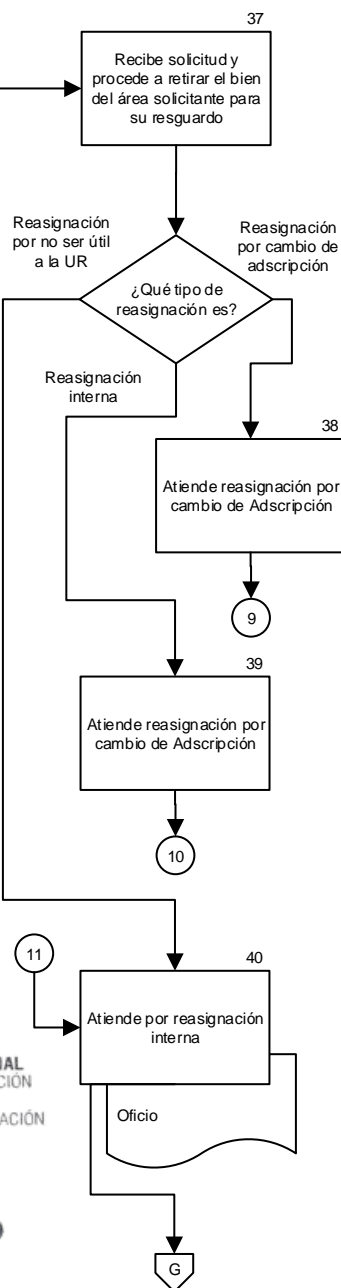 37
Recibe solicitud y
procede a retirar el bien
del área solicitante para
su resguardo
Reasignación
por no ser útil
a la UR
Reasignación
por cambio de
adscripción
¿Qué tipo de
reasignación es?
Reasignación
interna
38
Atiende reasignación por
cambio de Adscripción
9
39
Atiende reasignación por
cambio de Adscripción
10
11
40
Atiende por reasignación
interna
Oficio
G